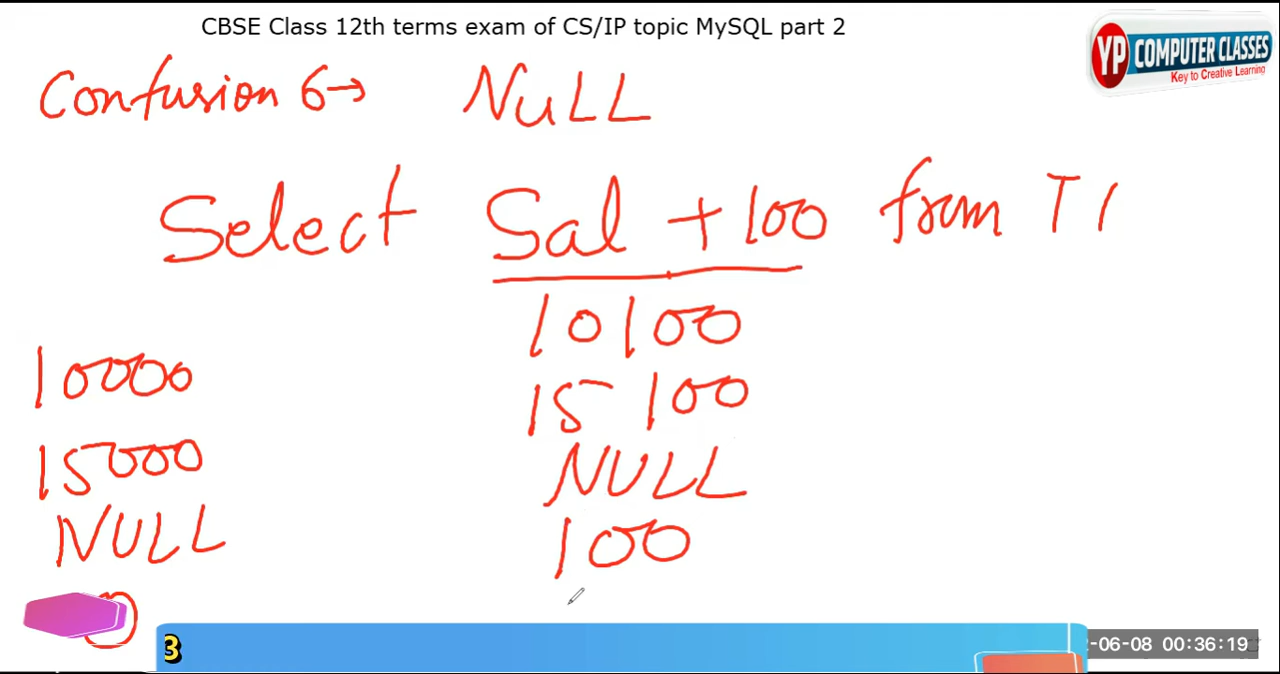 CBSE Class 12th terms exam of CS/IP topic MySQL part 2
YP COMPUTER CLASSES
Key to Creative Learning
Confusion 6→ NuLL
Select Sal +100 from T1
10100
10000
15100
15000
NULL
NULL
100
0
3
-06-08 00:36:19